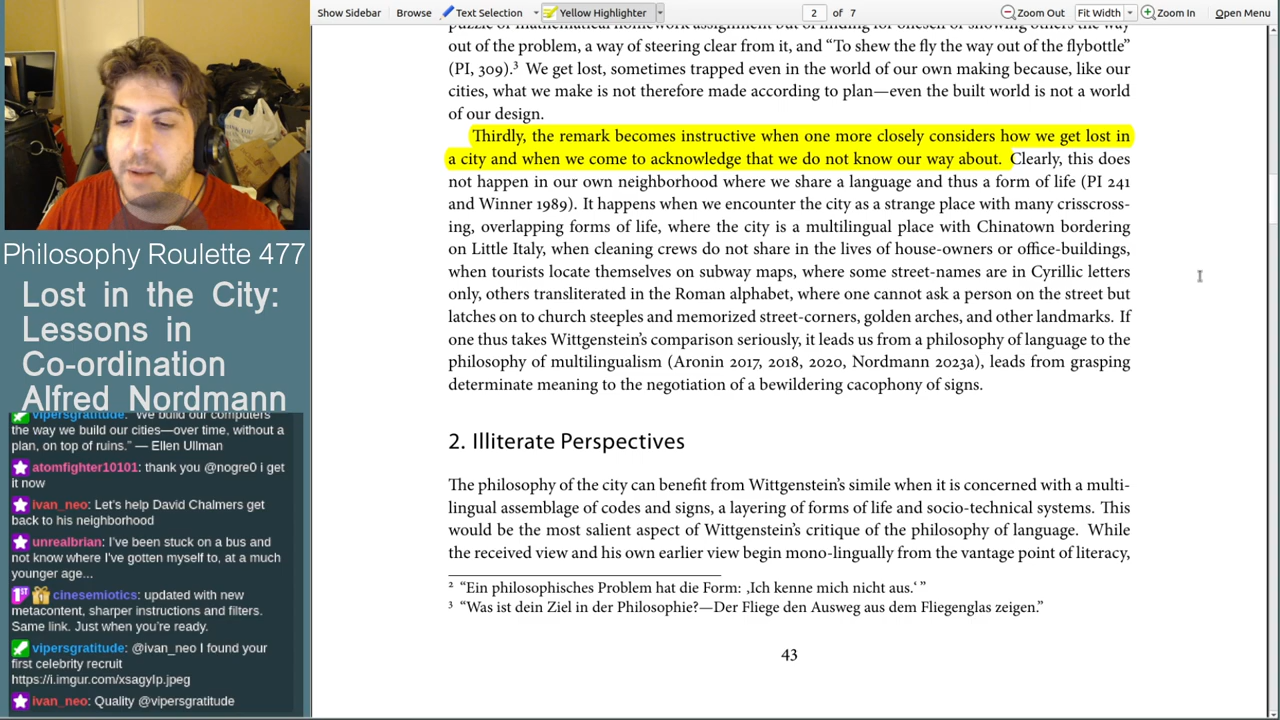 Show Sidebar Browse Text Selection Yellow Highlighter 2 of 7 Zoom Out Fit Width Zoom In Open Menu
out of the problem, a way of steering clear from it, and “To shew the fly the way out of the flybottle”
(PI, 309).³ We get lost, sometimes trapped even in the world of our own making because, like our
cities, what we make is not therefore made according to plan—even the built world is not a world
of our design.
Thirdly, the remark becomes instructive when one more closely considers how we get lost in
a city and when we come to acknowledge that we do not know our way about. Clearly, this does
not happen in our own neighborhood where we share a language and thus a form of life (PI 241
and Winner 1989). It happens when we encounter the city as a strange place with many crisscross-
ing, overlapping forms of life, where the city is a multilingual place with Chinatown bordering
on Little Italy, when cleaning crews do not share in the lives of house-owners or office-buildings,
when tourists locate themselves on subway maps, where some street-names are in Cyrillic letters
only, others transliterated in the Roman alphabet, where one cannot ask a person on the street but
latches on to church steeples and memorized street-corners, golden arches, and other landmarks. If
one thus takes Wittgenstein’s comparison seriously, it leads us from a philosophy of language to the
philosophy of multilingualism (Aronin 2017, 2018, 2020, Nordmann 2023a), leads from grasping
determinate meaning to the negotiation of a bewildering cacophony of signs.
2. Illiterate Perspectives
The philosophy of the city can benefit from Wittgenstein’s simile when it is concerned with a multi-
lingual assemblage of codes and signs, a layering of forms of life and socio-technical systems. This
would be the most salient aspect of Wittgenstein’s critique of the philosophy of language. While
the received view and his own earlier view begin mono-lingually from the vantage point of literacy,
² “Ein philosophisches Problem hat die Form: ‚Ich kenne mich nicht aus.‘ ”
³ “Was ist dein Ziel in der Philosophie?—Der Fliege den Ausweg aus dem Fliegenglas zeigen.”
43
Philosophy Roulette 477
Lost in the City:
Lessons in
Co-ordination
Alfred Nordmann
vipersgratitude: “We build our computers
the way we build our cities—over time, without a
plan, on top of ruins.” — Ellen Ullman
atomfighter10101: thank you @nogre0 i get
it now
ivan_neo: Let’s help David Chalmers get
back to his neighborhood
unrealbrian: I’ve been stuck on a bus and
not know where I’ve gotten myself to, at a much
younger age...
1ST cinesemiotics: updated with new
metacontent, sharper instructions and filters.
Same link. Just when you’re ready.
vipersgratitude: @ivan_neo I found your
first celebrity recruit
https://i.imgur.com/xsagyIp.jpeg
ivan_neo: Quality @vipersgratitude